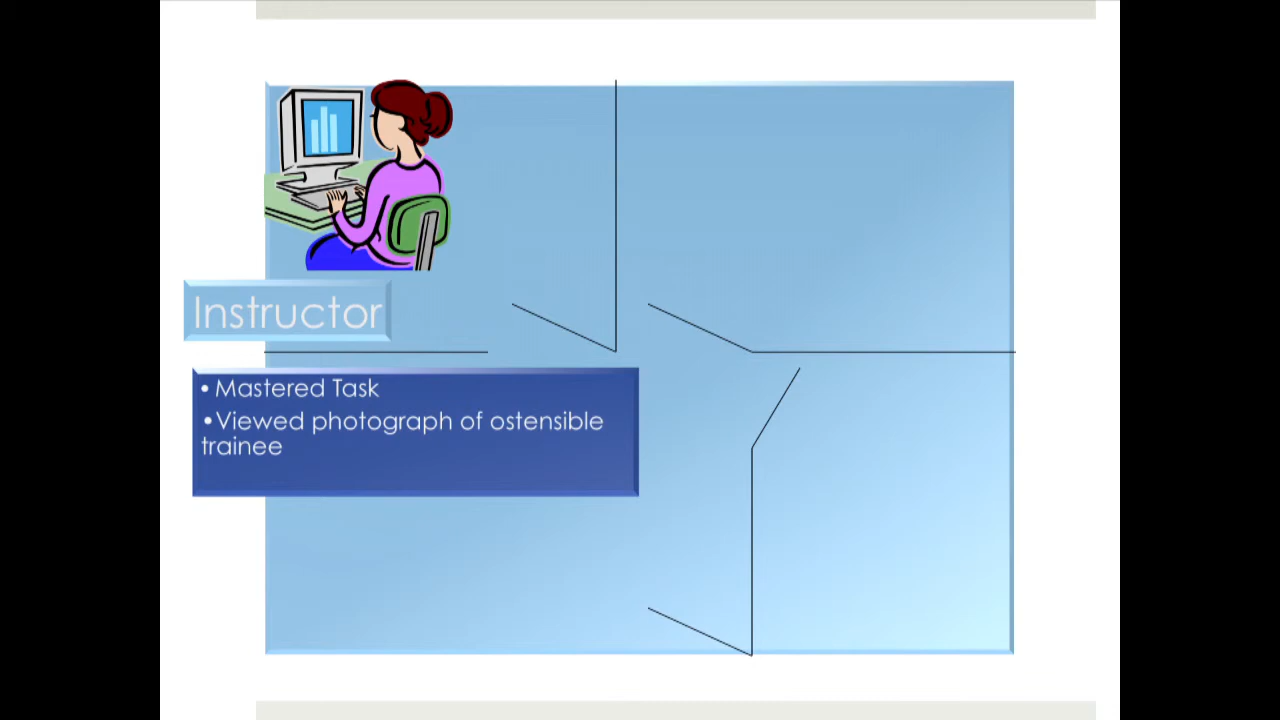 Instructor
• Mastered Task
•Viewed photograph of ostensible
trainee